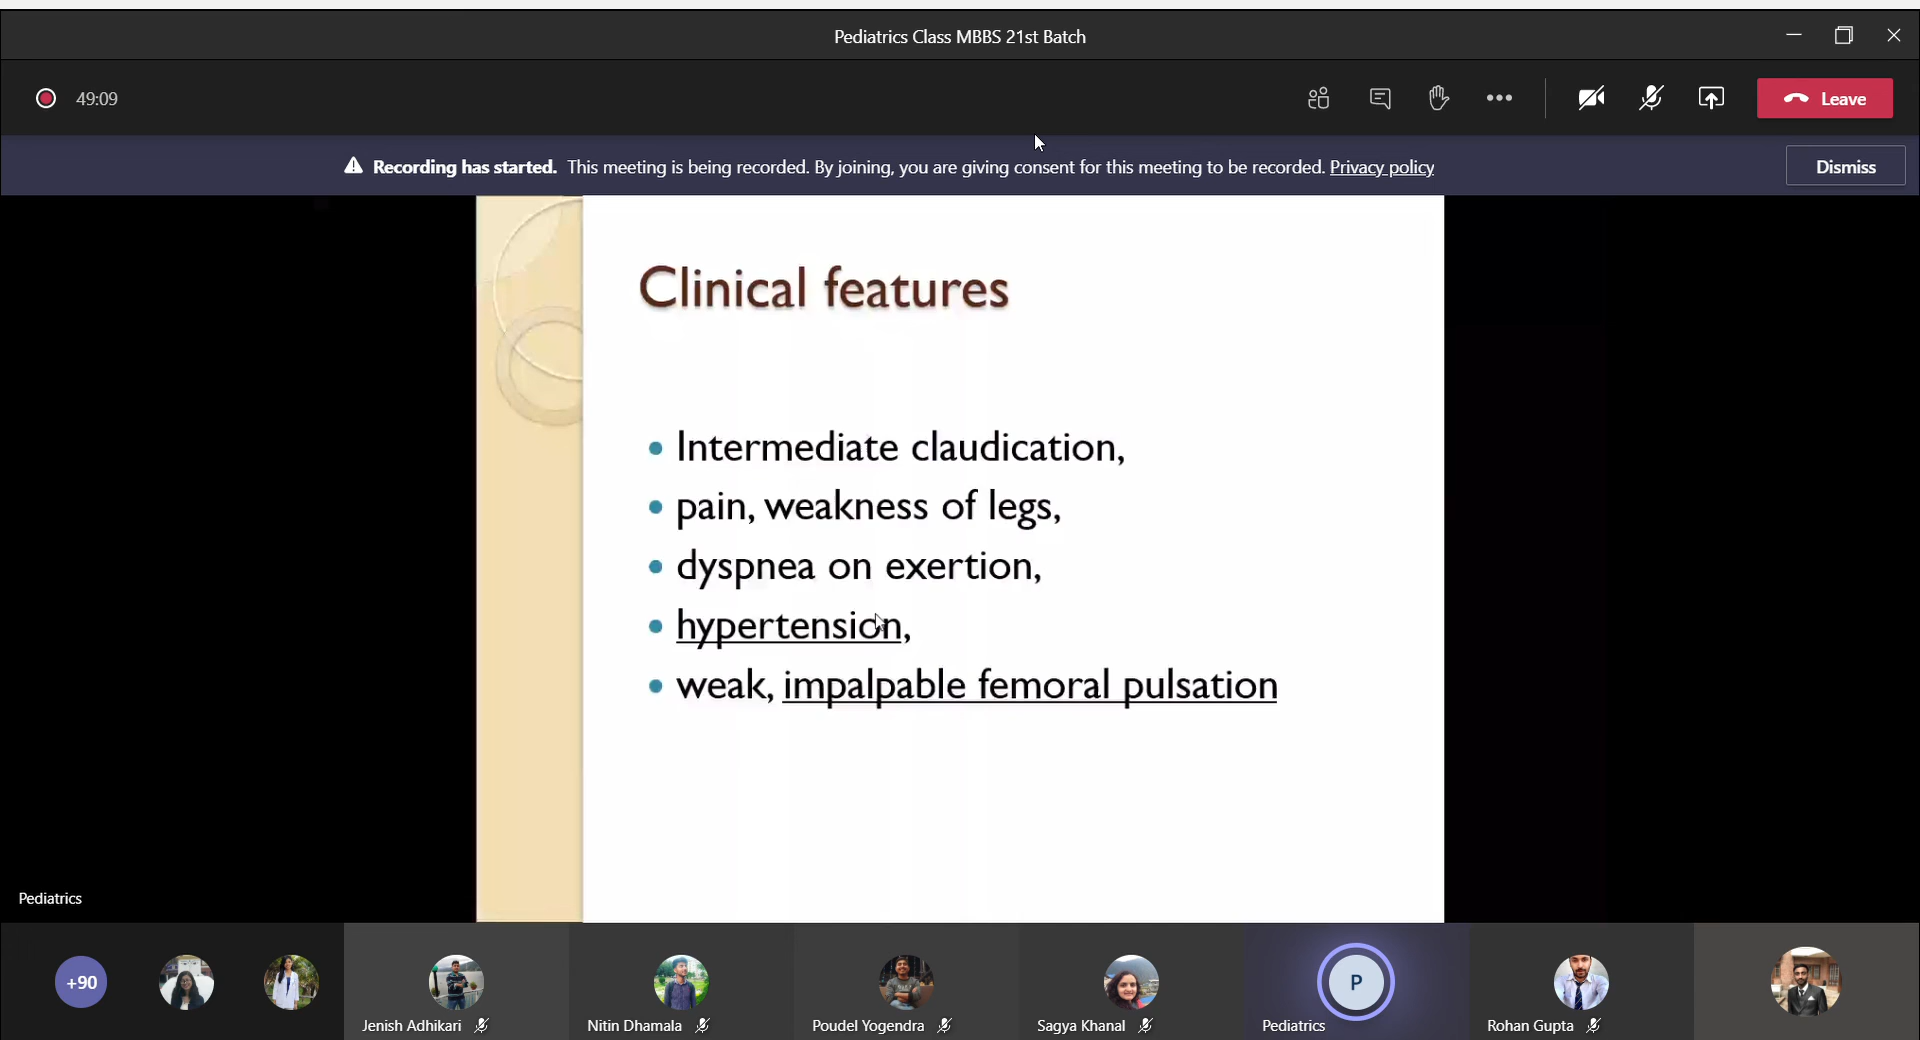 Pediatrics Class MBBS 21st Batch
49:09
Leave
Recording has started. This meeting is being recorded. By joining, you are giving consent for this meeting to be recorded. Privacy policy
Dismiss
Clinical features
• Intermediate claudication,
• pain, weakness of legs,
• dyspnea on exertion,
• hypertension,
• weak, impalpable femoral pulsation
Pediatrics
+90
P
Jenish Adhikari
Nitin Dhamala
Poudel Yogendra
Sagya Khanal
Pediatrics
Rohan Gupta